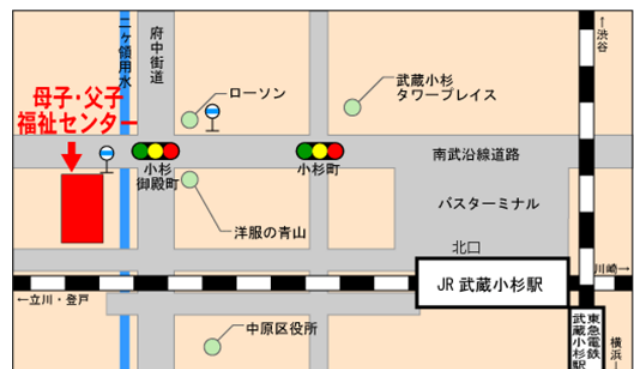 二ヶ領用水
府中街道
↑渋谷
母子・父子
福祉センター
ローソン
武蔵小杉
タワープレイス
小杉
御殿町
小杉町
南武沿線道路
バスターミナル
洋服の青山
北口
川崎→
JR 武蔵小杉駅
←立川・登戸
中原区役所
東急電鉄
武蔵小杉駅
横浜↓